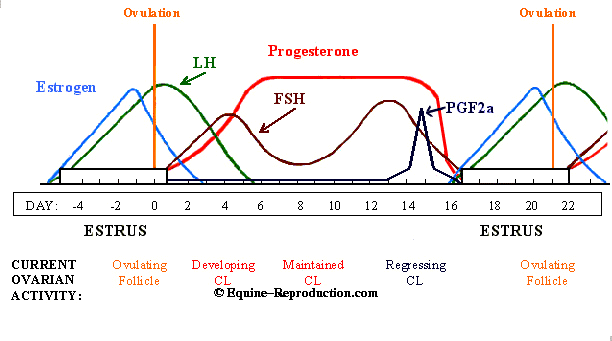 Ovulation Ovulation
Progesterone
LH
Estrogen
FSH
PGF2a
DAY: -4 -2 0 2 4 6 8 10 12 14 16 18 20 22
ESTRUS ESTRUS
CURRENT Ovulating Developing Maintained Regressing Ovulating
OVARIAN Follicle CL CL CL Follicle
ACTIVITY:
© Equine-Reproduction.com